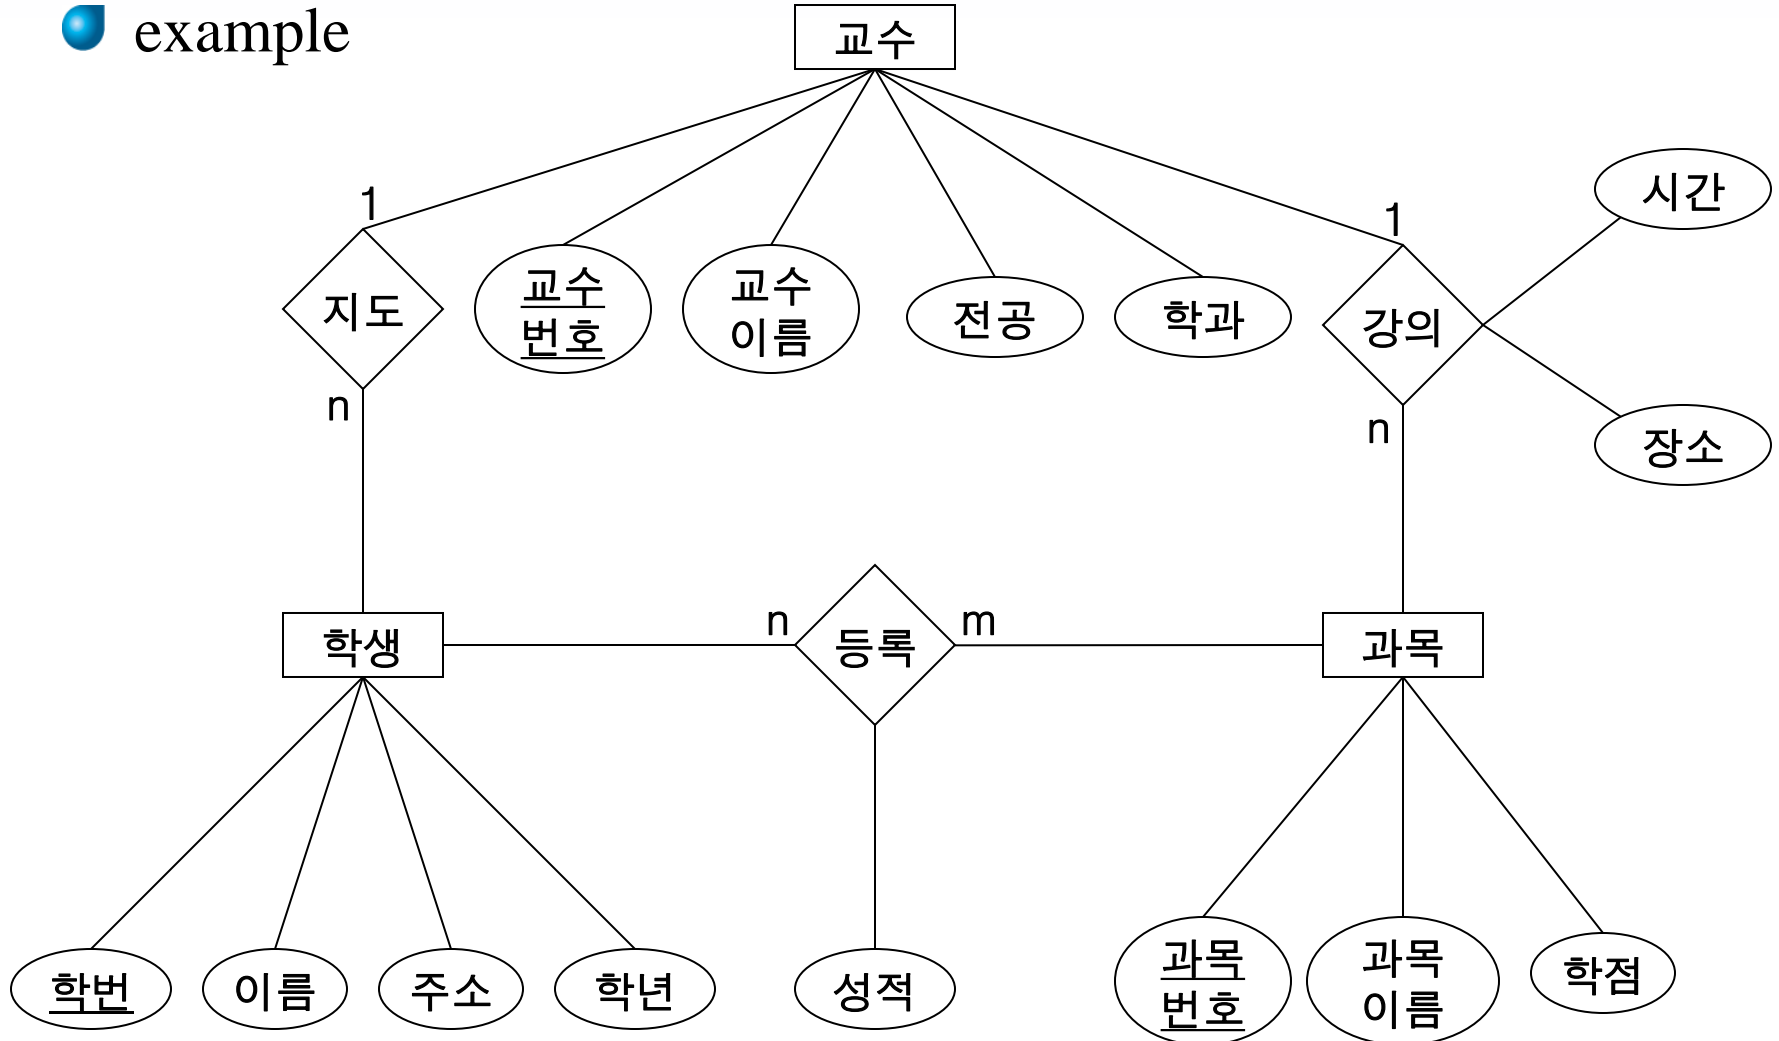 example
교수
시간
1
1
지도
교수
번호
교수
이름
전공
학과
강의
n
n
장소
학생
n
등록
m
과목
학번
이름
주소
학년
성적
과목
번호
과목
이름
학점